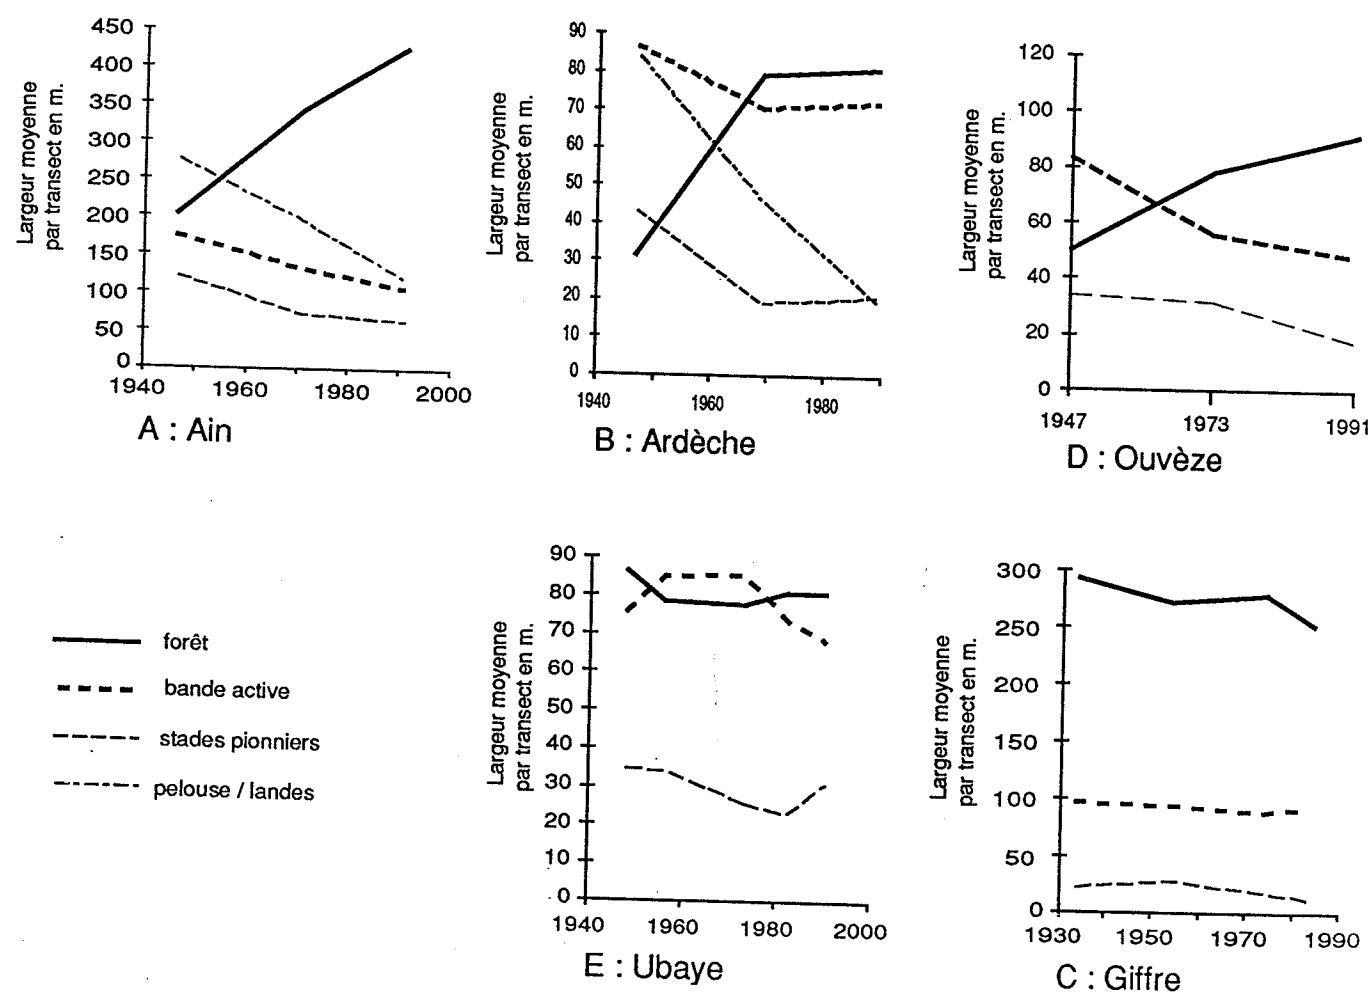 Largeur moyenne
par transect en m.
450
400
350
300
250
200
150
100
50
0
1940 1960 1980 2000
A : Ain
Largeur moyenne
par transect en m.
90
80
70
60
50
40
30
20
10
0
1940 1960 1980
B : Ardèche
Largeur moyenne
par transect en m.
120
100
80
60
40
20
0
1947 1973 1991
D : Ouvèze
forêt
bande active
stades pionniers
pelouse / landes
Largeur moyenne
par transect en m.
90
80
70
60
50
40
30
20
10
0
1940 1960 1980 2000
E : Ubaye
Largeur moyenne
par transect en m.
300
250
200
150
100
50
0
1930 1950 1970 1990
C : Giffre